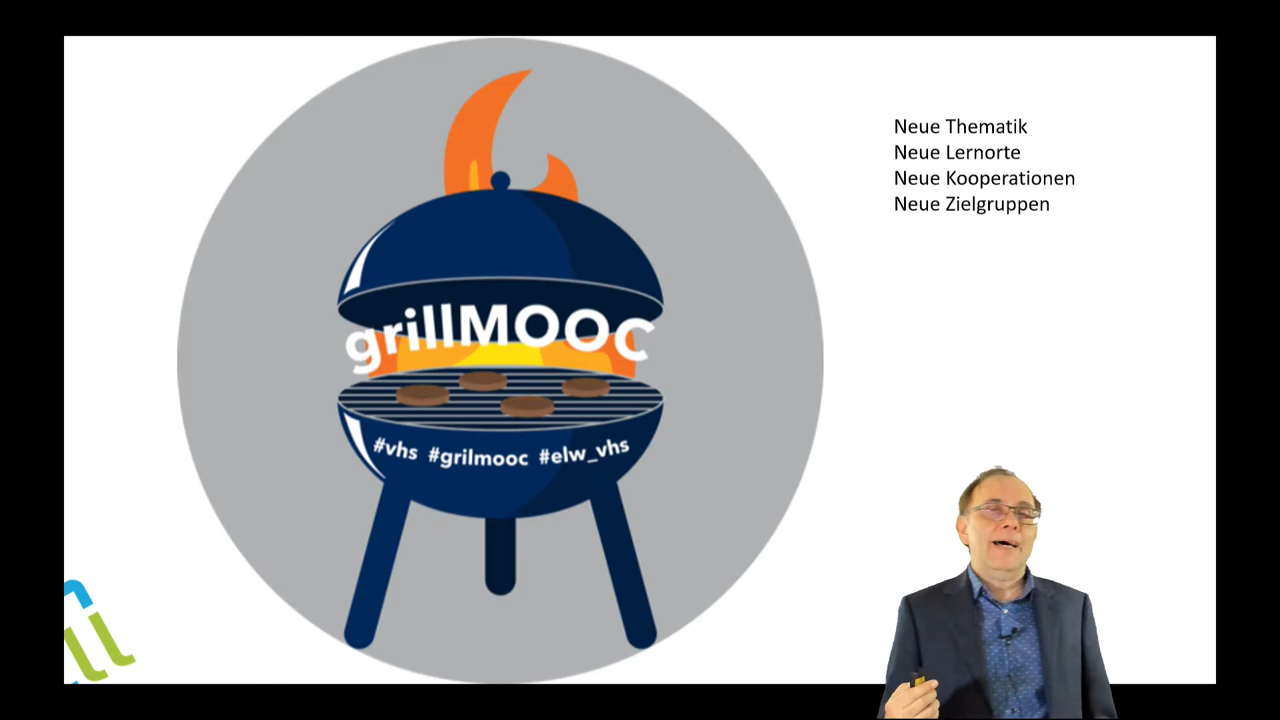 Neue Thematik
Neue Lernorte
Neue Kooperationen
Neue Zielgruppen
grillMOOC
#vhs #grilmooc #elw_vhs